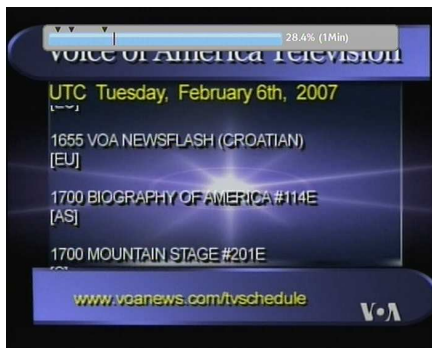 28.4% (1Min)
Voice of America Television
UTC Tuesday, February 6th, 2007
[EU]
1655 VOA NEWSFLASH (CROATIAN)
[EU]
1700 BIOGRAPHY OF AMERICA #114E
[AS]
1700 MOUNTAIN STAGE #201E
www.voanews.com/tvschedule
VOA